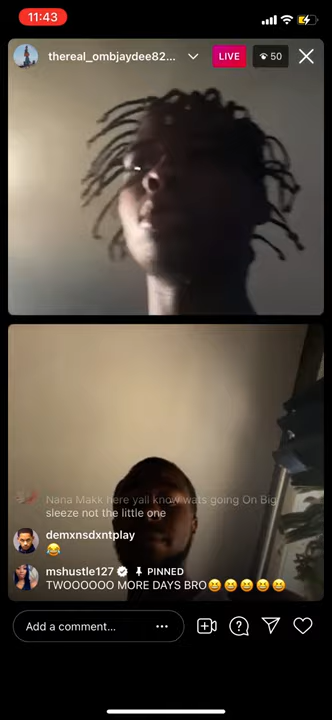 11:43
thereal_ombjaydee82...
LIVE
50
Nana Makk here yall know wats going On Big
sleeze not the little one
demxnsdxntplay
😂
mshustle127 PINNED
TWOOOOOO MORE DAYS BRO😆😆😆😆😆
Add a comment...